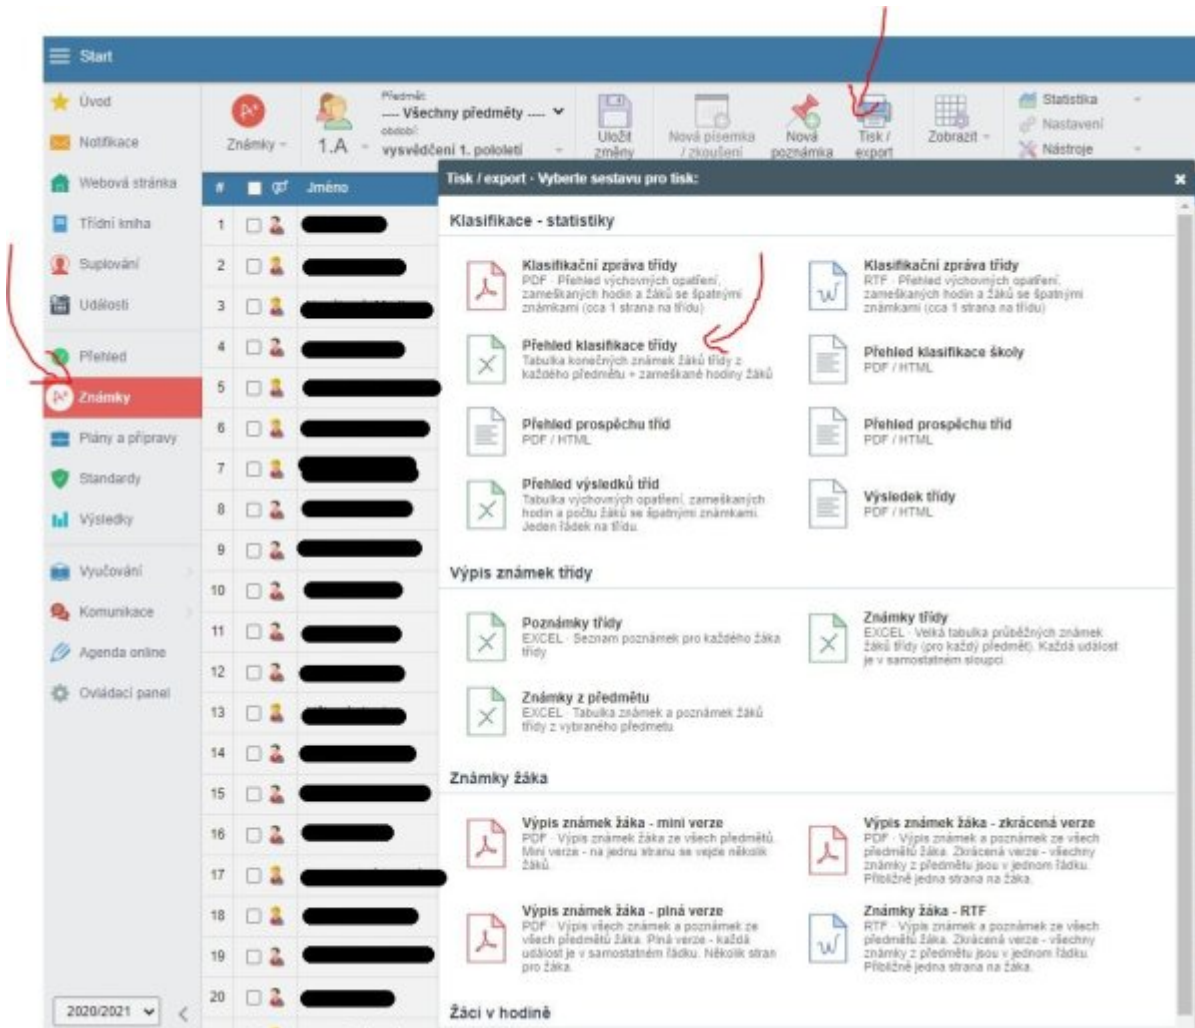 Start
Úvod
Notifikace
Webová stránka
Třídní kniha
Suplování
Události
Přehled
Známky
Plány a přípravy
Standardy
Výsledky
Vyučování
Komunikace
Agenda online
Ovládací panel
2020/2021
Známky
1.A
Předmět:
---- Všechny předměty ----
období:
vysvědčení 1. pololetí
Uložit
změny
Nová písemka
/ zkoušení
Nová
poznámka
Tisk /
export
Zobrazit
Statistika
Nastavení
Nástroje
# Jméno
1
2
3
4
5
6
7
8
9
10
11
12
13
14
15
16
17
18
19
20
Tisk / export - Vyberte sestavu pro tisk:
Klasifikace - statistiky
Klasifikační zpráva třídy
PDF · Přehled výchovných opatření,
zameškaných hodin a žáků se špatnými
známkami (cca 1 strana na třídu)
Klasifikační zpráva třídy
RTF · Přehled výchovných opatření,
zameškaných hodin a žáků se špatnými
známkami (cca 1 strana na třídu)
Přehled klasifikace třídy
Tabulka konečných známek žáků třídy z
každého předmětu + zameškané hodiny žáků
Přehled klasifikace školy
PDF / HTML
Přehled prospěchu tříd
PDF / HTML
Přehled prospěchu tříd
PDF / HTML
Přehled výsledků tříd
Tabulka výchovných opatření, zameškaných
hodin a počtu žáků se špatnými známkami.
Jeden řádek na třídu.
Výsledek třídy
PDF / HTML
Výpis známek třídy
Poznámky třídy
EXCEL · Seznam poznámek pro každého žáka
třídy
Známky třídy
EXCEL · Velká tabulka průběžných známek
žáků třídy (pro každý předmět). Každá událost
je v samostatném sloupci.
Známky z předmětu
EXCEL · Tabulka známek a poznámek žáků
třídy z vybraného předmetu
Známky žáka
Výpis známek žáka - mini verze
PDF · Výpis známek žáka ze všech předmětů.
Mini verze - na jednu stranu se vejde několik
žáků.
Výpis známek žáka - zkrácená verze
PDF · Výpis známek a poznámek ze všech
předmětů žáka. Zkrácená verze - všechny
známky z předmětu jsou v jednom řádku.
Přibližně jedna strana na žáka.
Výpis známek žáka - plná verze
PDF · Výpis všech známek a poznámek ze
všech předmětů žáka. Plná verze - každá
událost je v samostatném řádku. Několik stran
pro žáka.
Známky žáka - RTF
RTF · Výpis známek a poznámek ze všech
předmětů žáka. Zkrácená verze - všechny
známky z předmětu jsou v jednom řádku.
Přibližně jedna strana na žáka.
Žáci v hodině